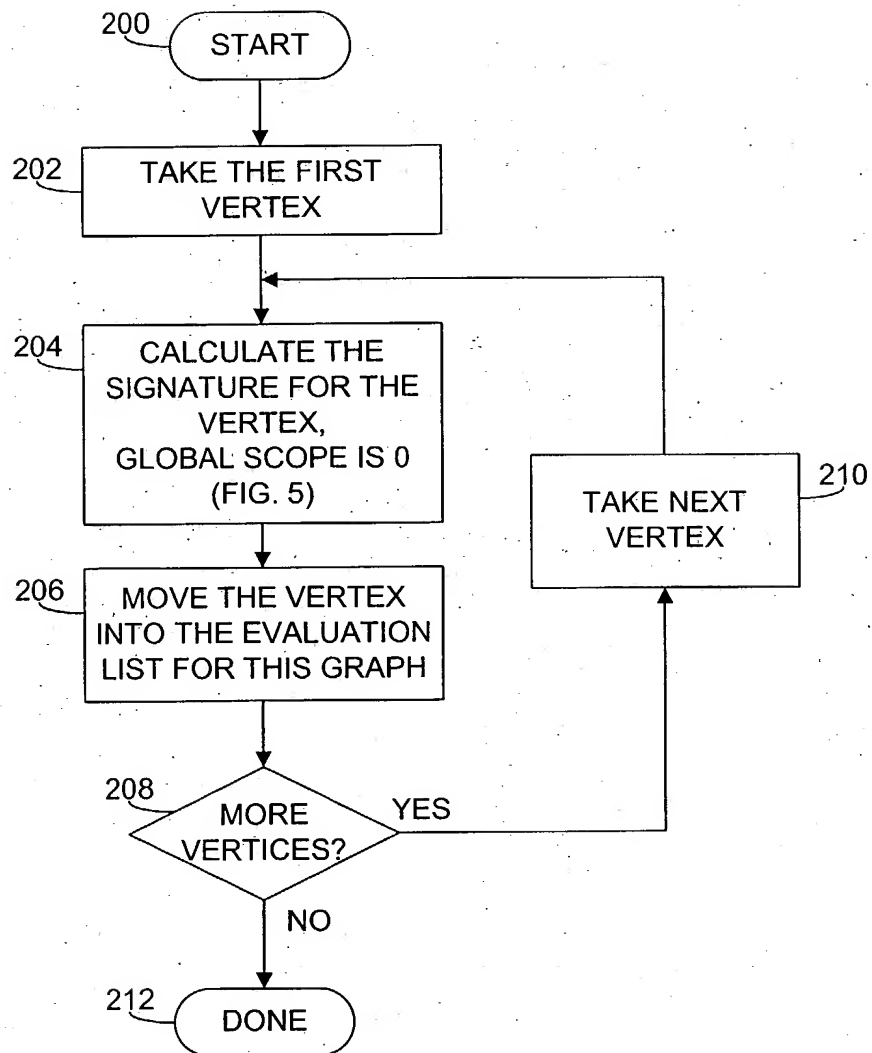 200
START
202
TAKE THE FIRST
VERTEX
204
CALCULATE THE
SIGNATURE FOR THE
VERTEX,
GLOBAL SCOPE IS 0
(FIG. 5)
210
TAKE NEXT
VERTEX
206
MOVE THE VERTEX
INTO THE EVALUATION
LIST FOR THIS GRAPH
208
MORE
VERTICES?
YES
NO
212
DONE